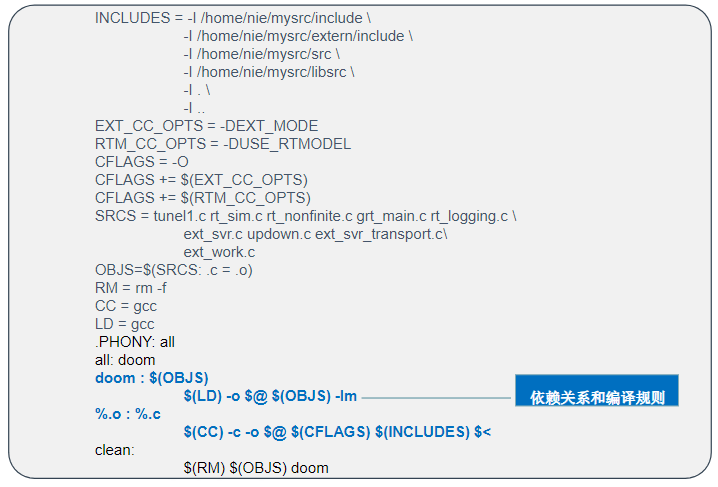 INCLUDES = -I /home/nie/mysrc/include \
-I /home/nie/mysrc/extern/include \
-I /home/nie/mysrc/src \
-I /home/nie/mysrc/libsrc \
-I . \
-I ..
EXT_CC_OPTS = -DEXT_MODE
RTM_CC_OPTS = -DUSE_RTMODEL
CFLAGS = -O
CFLAGS += $(EXT_CC_OPTS)
CFLAGS += $(RTM_CC_OPTS)
SRCS = tunel1.c rt_sim.c rt_nonfinite.c grt_main.c rt_logging.c \
ext_svr.c updown.c ext_svr_transport.c\
ext_work.c
OBJS=$(SRCS: .c = .o)
RM = rm -f
CC = gcc
LD = gcc
.PHONY: all
all: doom
doom : $(OBJS)
$(LD) -o $@ $(OBJS) -lm
依赖关系和编译规则
%.o : %.c
$(CC) -c -o $@ $(CFLAGS) $(INCLUDES) $<
clean:
$(RM) $(OBJS) doom